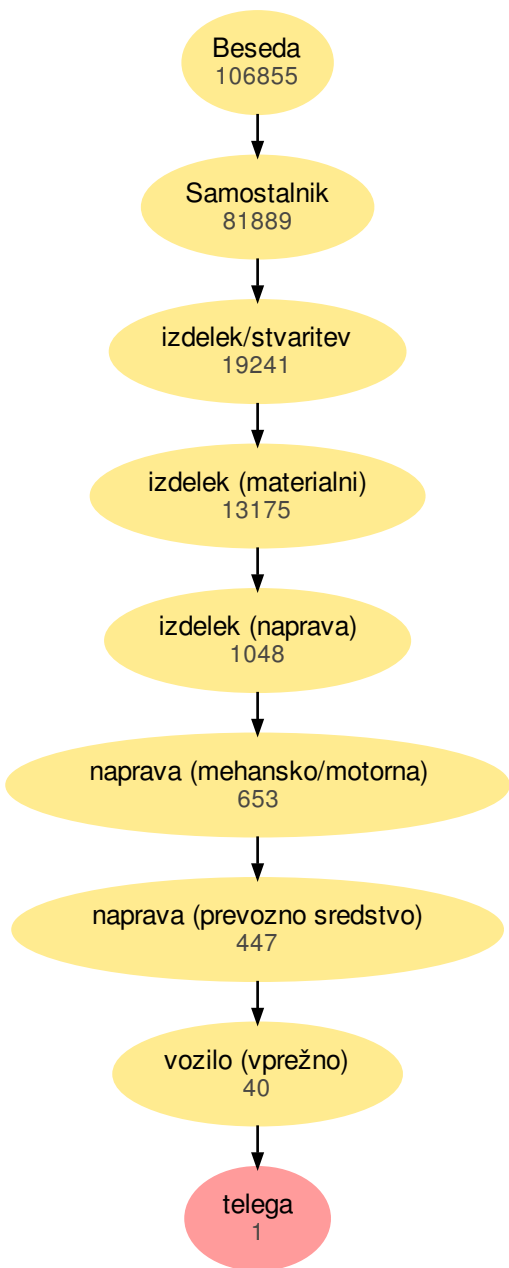 Beseda
106855
Samostalnik
81889
izdelek/stvaritev
19241
izdelek (materialni)
13175
izdelek (naprava)
1048
naprava (mehansko/motorna)
653
naprava (prevozno sredstvo)
447
vozilo (vprežno)
40
telega
1